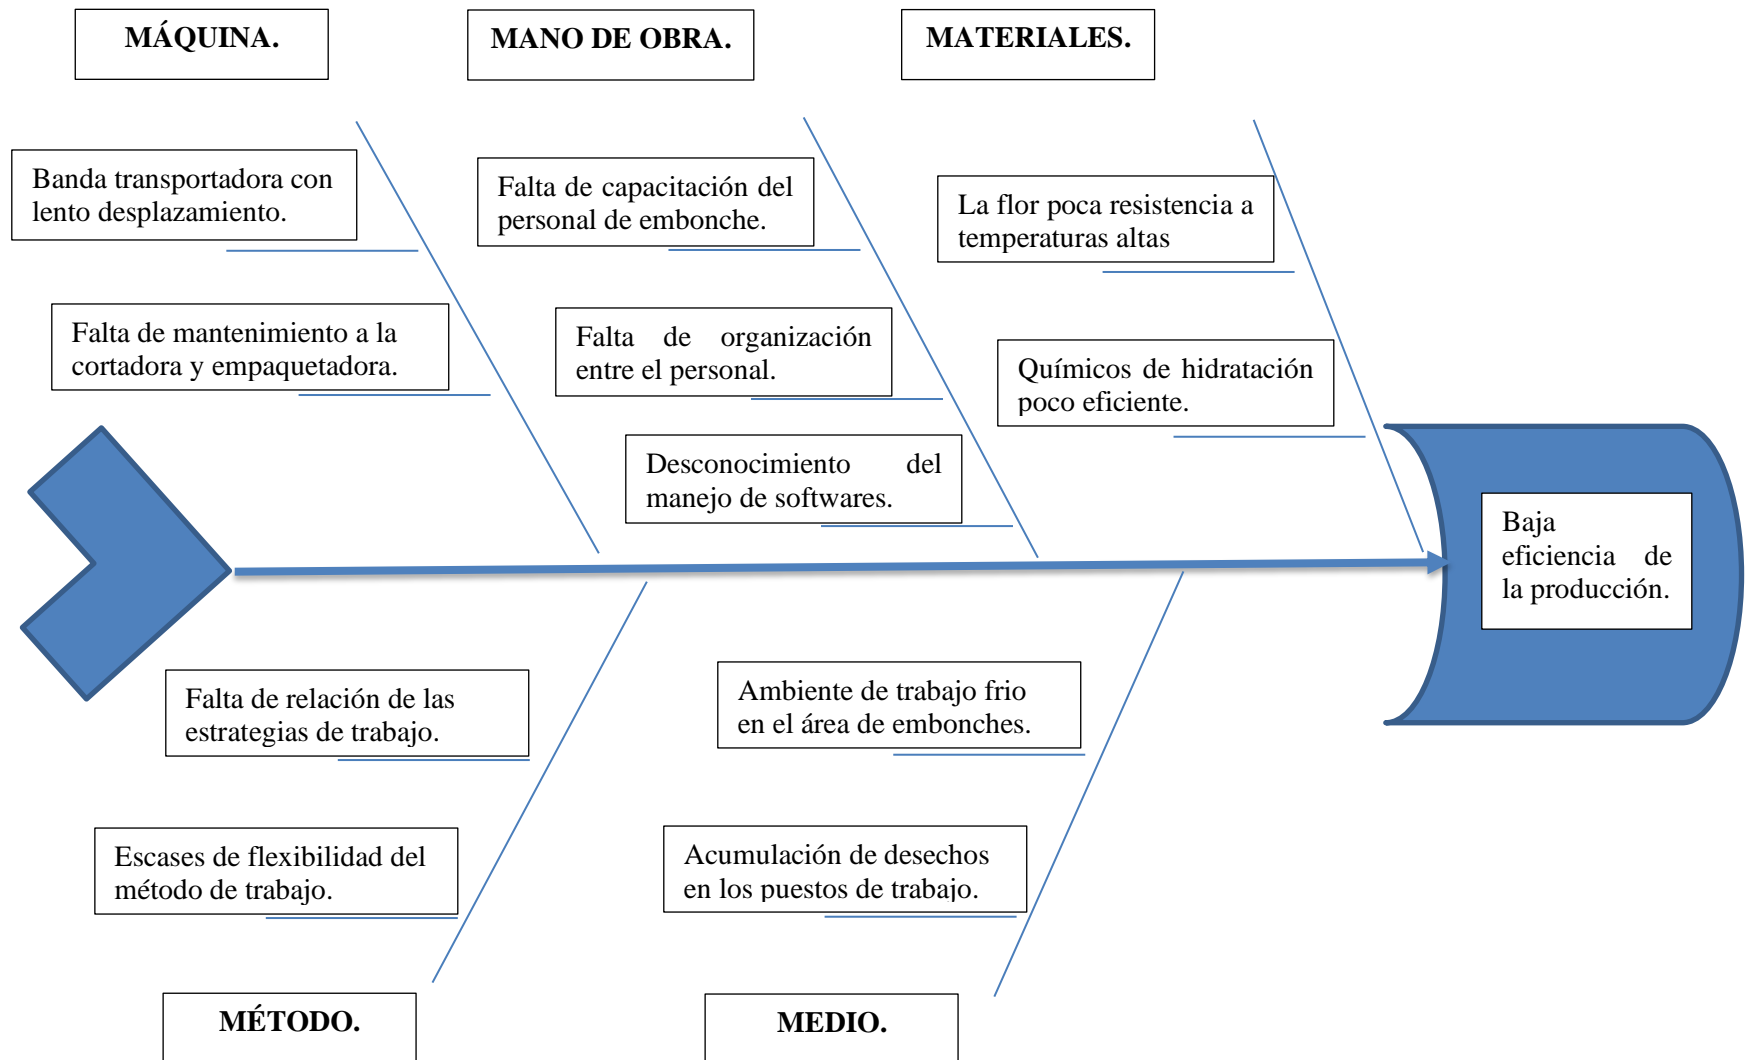 MÁQUINA.
MANO DE OBRA.
MATERIALES.
Banda transportadora con
lento desplazamiento.
Falta de capacitación del
personal de embonche.
La flor poca resistencia a
temperaturas altas
Falta de mantenimiento a la
cortadora y empaquetadora.
Falta de organización
entre el personal.
Químicos de hidratación
poco eficiente.
Desconocimiento del
manejo de softwares.
Baja
eficiencia de
la producción.
Falta de relación de las
estrategias de trabajo.
Ambiente de trabajo frio
en el área de embonches.
Escases de flexibilidad del
método de trabajo.
Acumulación de desechos
en los puestos de trabajo.
MÉTODO.
MEDIO.